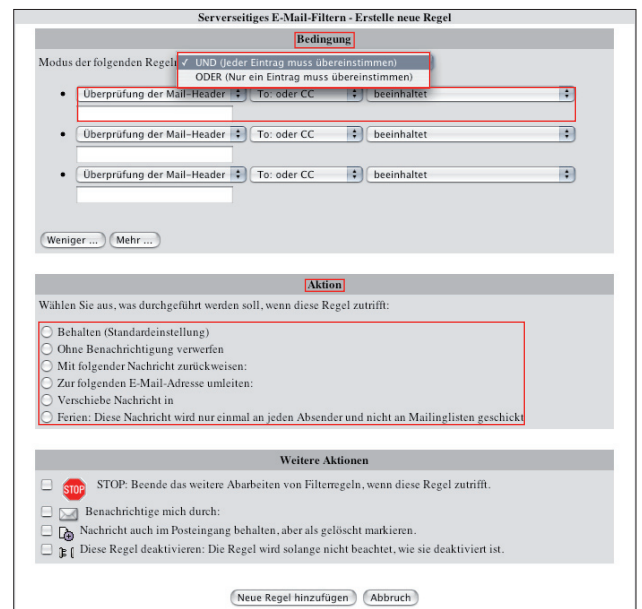 Serverseitiges E-Mail-Filtern - Erstelle neue Regel
Bedingung
Modus der folgenden Regeln
✓ UND (Jeder Eintrag muss übereinstimmen)
ODER (Nur ein Eintrag muss übereinstimmen)
• Überprüfung der Mail-Header To: oder CC beeinhaltet
• Überprüfung der Mail-Header To: oder CC beeinhaltet
• Überprüfung der Mail-Header To: oder CC beeinhaltet
Weniger ... Mehr ...
Aktion
Wählen Sie aus, was durchgeführt werden soll, wenn diese Regel zutrifft:
Behalten (Standardeinstellung)
Ohne Benachrichtigung verwerfen
Mit folgender Nachricht zurückweisen:
Zur folgenden E-Mail-Adresse umleiten:
Verschiebe Nachricht in
Ferien: Diese Nachricht wird nur einmal an jeden Absender und nicht an Mailinglisten geschickt
Weitere Aktionen
STOP STOP: Beende das weitere Abarbeiten von Filterregeln, wenn diese Regel zutrifft.
Benachrichtige mich durch:
Nachricht auch im Posteingang behalten, aber als gelöscht markieren.
Diese Regel deaktivieren: Die Regel wird solange nicht beachtet, wie sie deaktiviert ist.
Neue Regel hinzufügen Abbruch